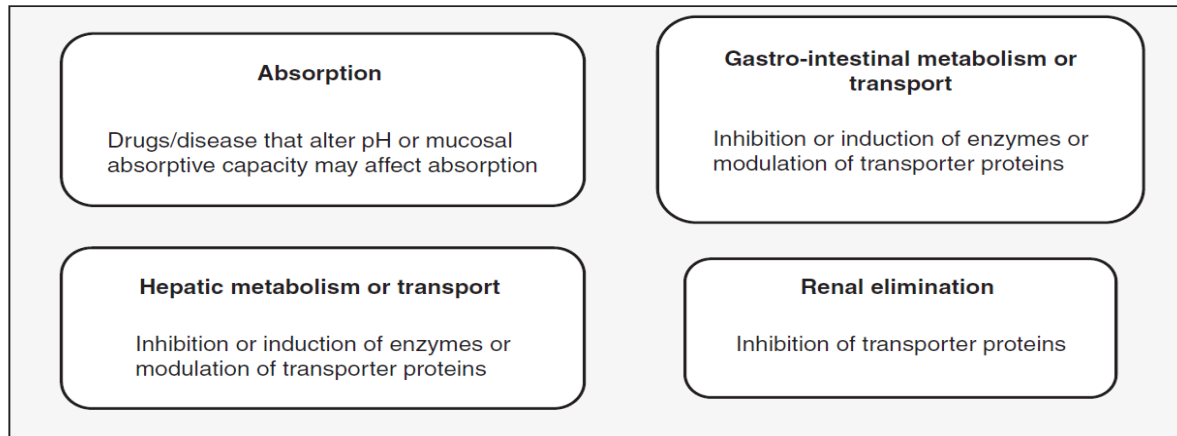 Absorption
Drugs/disease that alter pH or mucosal
absorptive capacity may affect absorption
Gastro-intestinal metabolism or
transport
Inhibition or induction of enzymes or
modulation of transporter proteins
Hepatic metabolism or transport
Inhibition or induction of enzymes or
modulation of transporter proteins
Renal elimination
Inhibition of transporter proteins